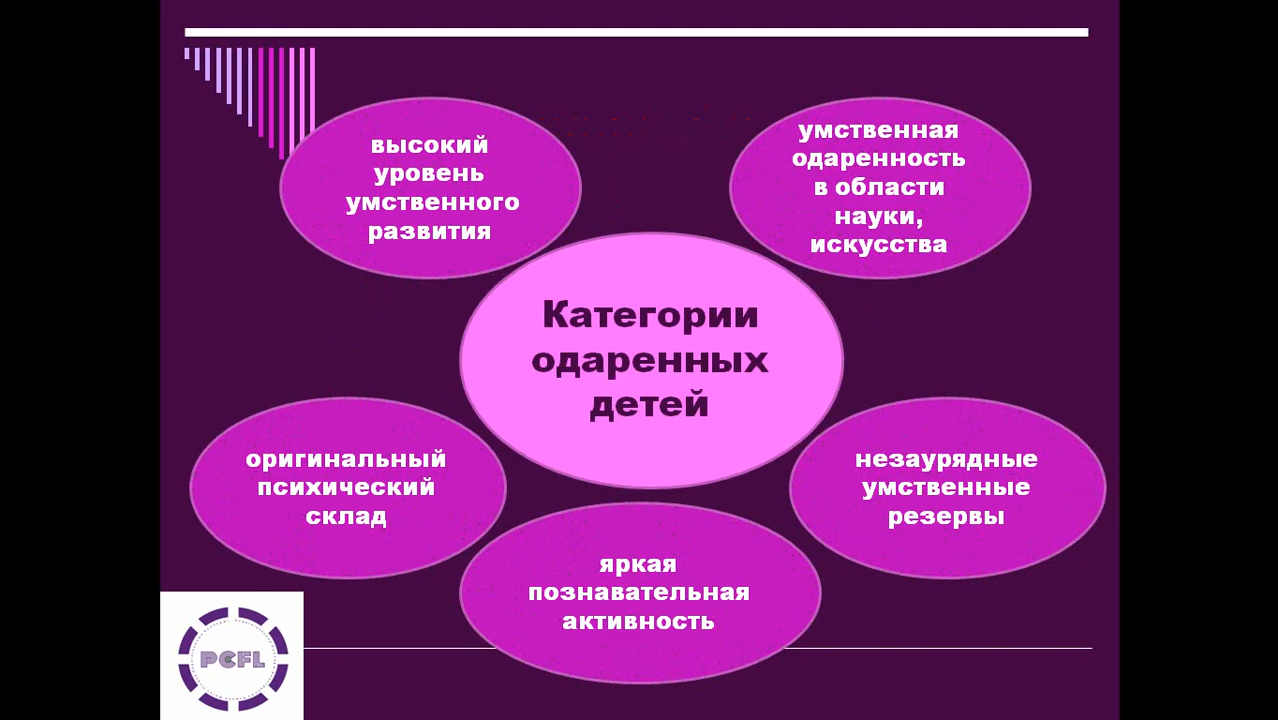 высокий
уровень
умственного
развития
умственная
одаренность
в области
науки,
искусства
Категории
одаренных
детей
оригинальный
психический
склад
незаурядные
умственные
резервы
яркая
познавательная
активность
PCFL